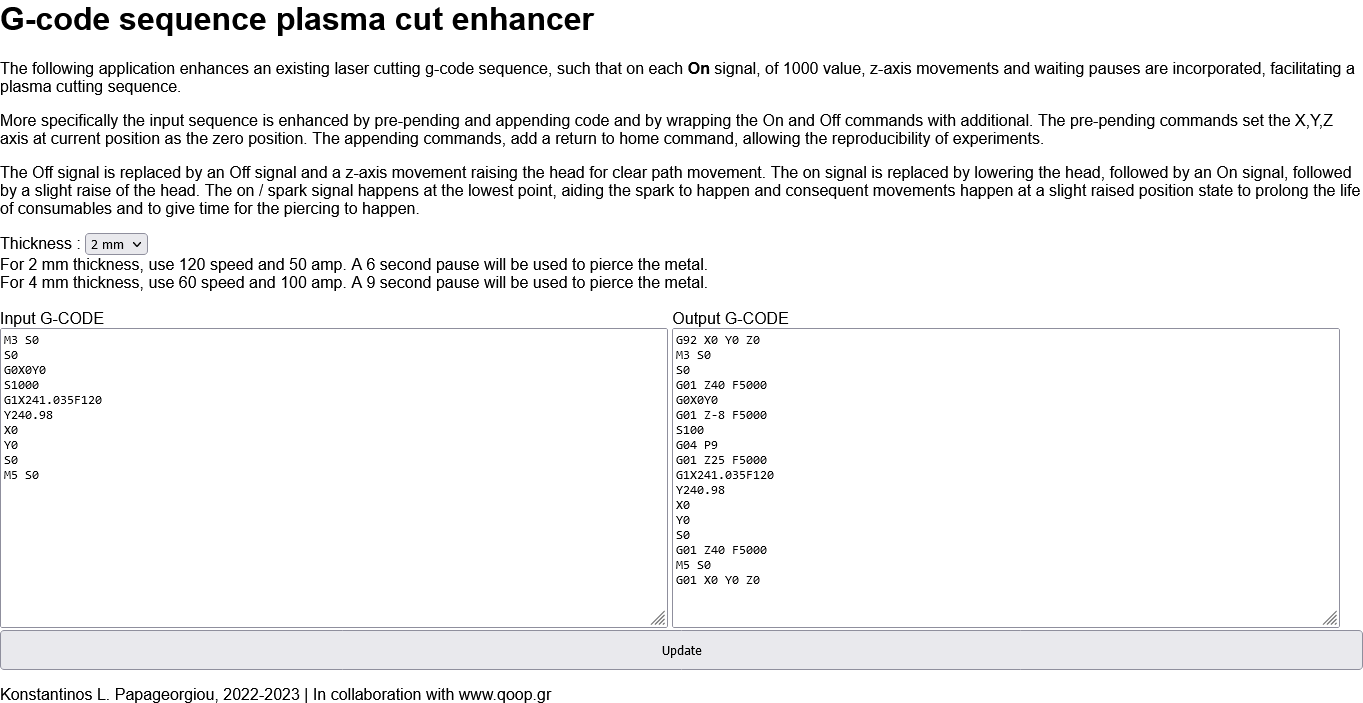 G-code sequence plasma cut enhancer
The following application enhances an existing laser cutting g-code sequence, such that on each On signal, of 1000 value, z-axis movements and waiting pauses are incorporated, facilitating a
plasma cutting sequence.
More specifically the input sequence is enhanced by pre-pending and appending code and by wrapping the On and Off commands with additional. The pre-pending commands set the X,Y,Z
axis at current position as the zero position. The appending commands, add a return to home command, allowing the reproducibility of experiments.
The Off signal is replaced by an Off signal and a z-axis movement raising the head for clear path movement. The on signal is replaced by lowering the head, followed by an On signal, followed
by a slight raise of the head. The on / spark signal happens at the lowest point, aiding the spark to happen and consequent movements happen at a slight raised position state to prolong the life
of consumables and to give time for the piercing to happen.
Thickness : 2 mm
For 2 mm thickness, use 120 speed and 50 amp. A 6 second pause will be used to pierce the metal.
For 4 mm thickness, use 60 speed and 100 amp. A 9 second pause will be used to pierce the metal.
Input G-CODE
M3 S0
S0
G0X0Y0
S1000
G1X241.035F120
Y240.98
X0
Y0
S0
M5 S0
Output G-CODE
G92 X0 Y0 Z0
M3 S0
S0
G01 Z40 F5000
G0X0Y0
G01 Z-8 F5000
S100
G04 P9
G01 Z25 F5000
G1X241.035F120
Y240.98
X0
Y0
S0
G01 Z40 F5000
M5 S0
G01 X0 Y0 Z0
Update
Konstantinos L. Papageorgiou, 2022-2023 | In collaboration with www.qoop.gr